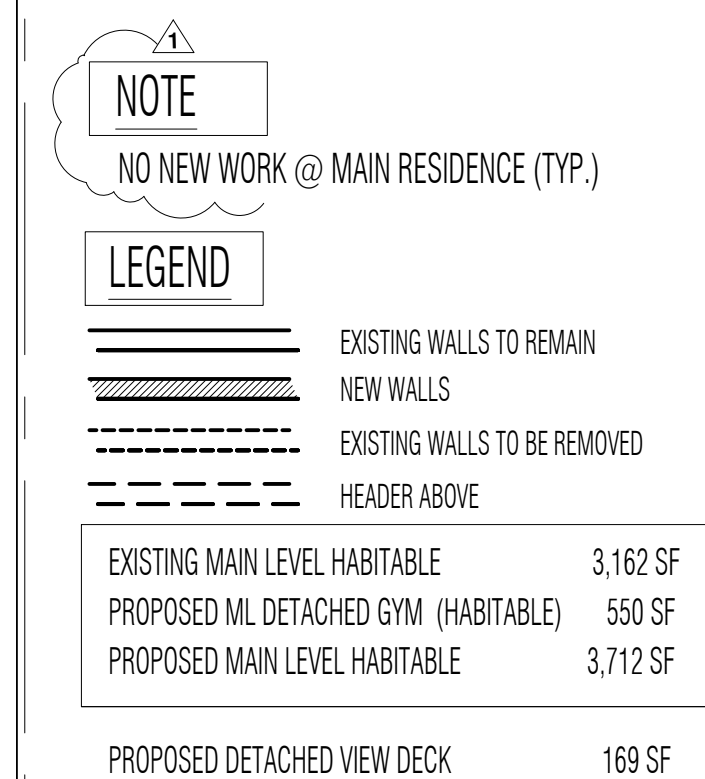 1
NOTE
NO NEW WORK @ MAIN RESIDENCE (TYP.)
LEGEND
EXISTING WALLS TO REMAIN
NEW WALLS
EXISTING WALLS TO BE REMOVED
HEADER ABOVE
EXISTING MAIN LEVEL HABITABLE 3,162 SF
PROPOSED ML DETACHED GYM (HABITABLE) 550 SF
PROPOSED MAIN LEVEL HABITABLE 3,712 SF
PROPOSED DETACHED VIEW DECK 169 SF